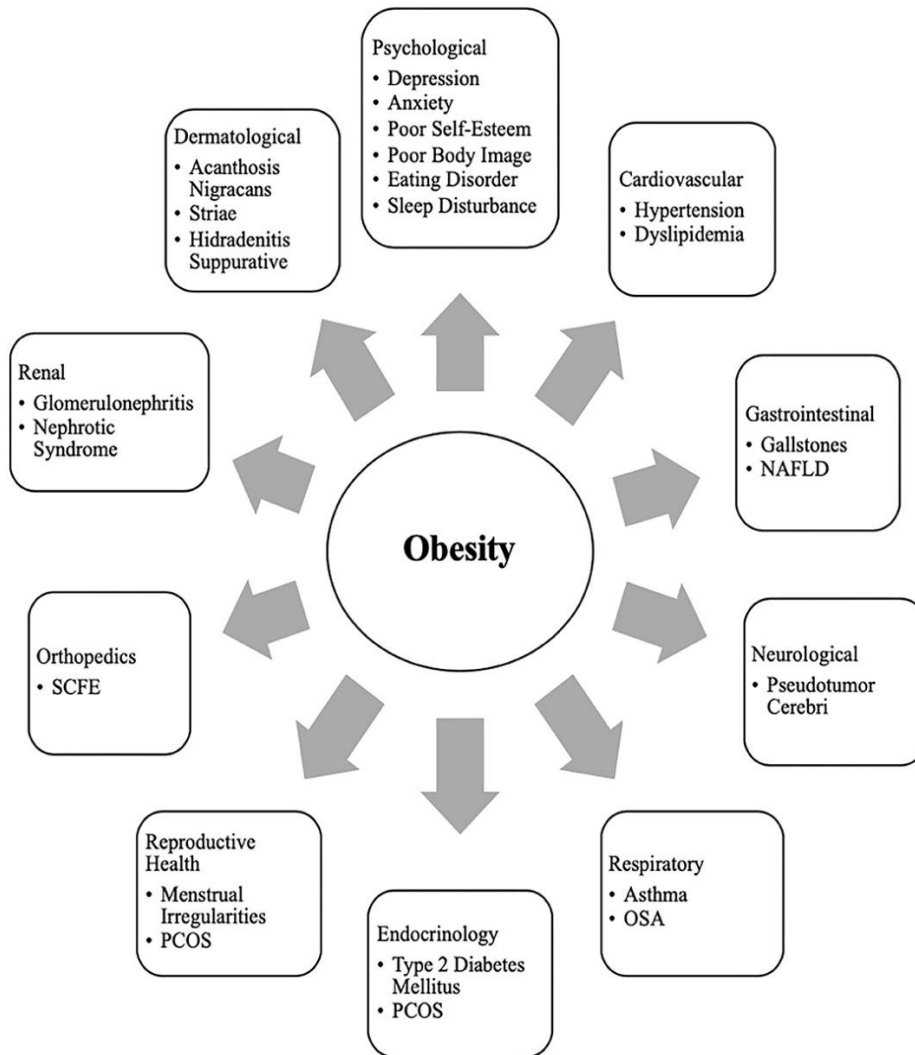 Psychological
• Depression
• Anxiety
• Poor Self-Esteem
• Poor Body Image
• Eating Disorder
• Sleep Disturbance
Dermatological
• Acanthosis
Nigracans
• Striae
• Hidradenitis
Suppurative
Cardiovascular
• Hypertension
• Dyslipidemia
Renal
• Glomerulonephritis
• Nephrotic
Syndrome
Gastrointestinal
• Gallstones
• NAFLD
Obesity
Orthopedics
• SCFE
Neurological
• Pseudotumor
Cerebri
Reproductive
Health
• Menstrual
Irregularities
• PCOS
Endocrinology
• Type 2 Diabetes
Mellitus
• PCOS
Respiratory
• Asthma
• OSA